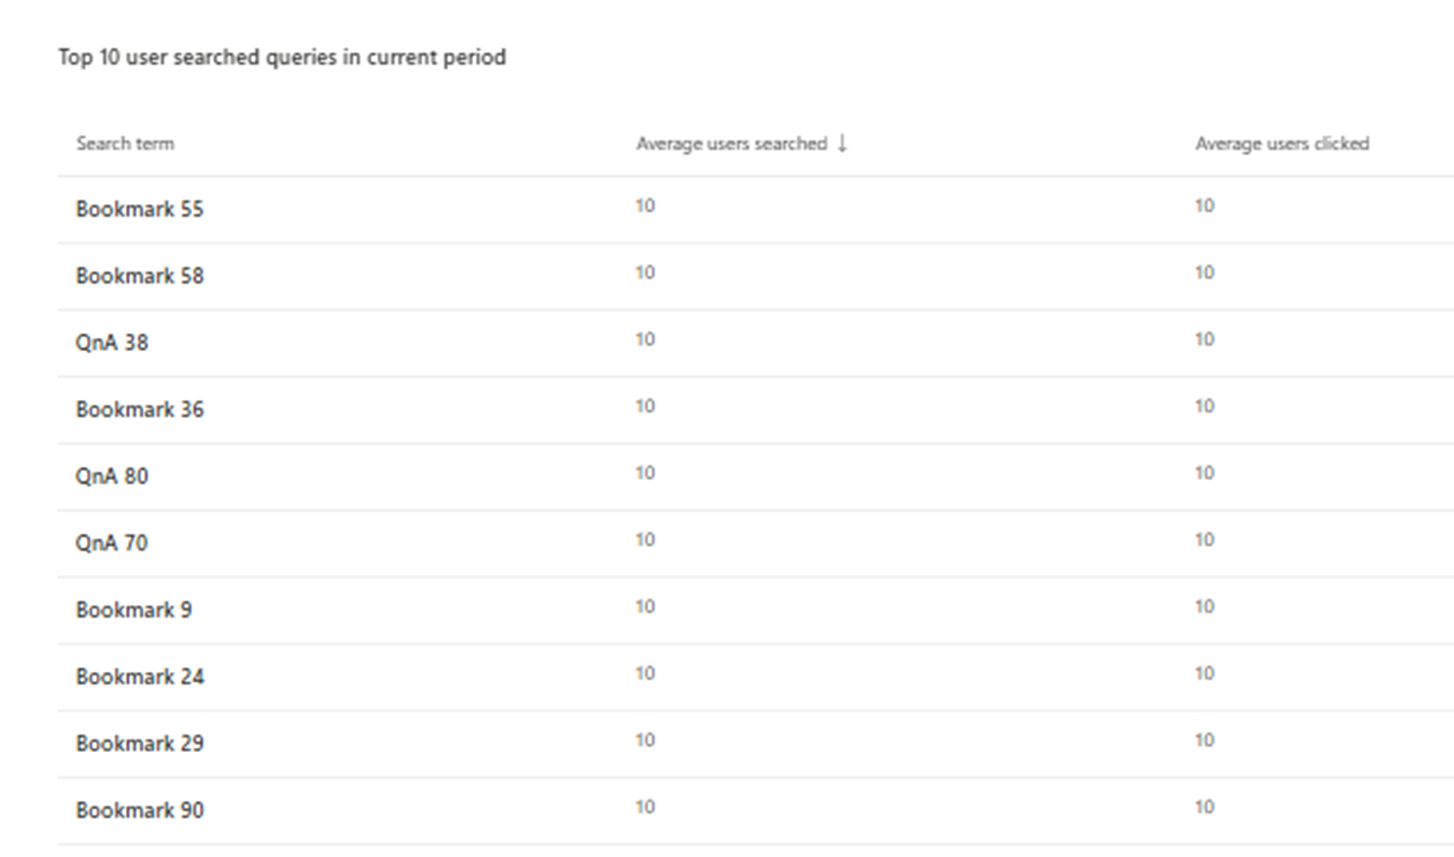 Top 10 user searched queries in current period
Search term Average users searched ↓ Average users clicked
Bookmark 55 10 10
Bookmark 58 10 10
QnA 38 10 10
Bookmark 36 10 10
QnA 80 10 10
QnA 70 10 10
Bookmark 9 10 10
Bookmark 24 10 10
Bookmark 29 10 10
Bookmark 90 10 10